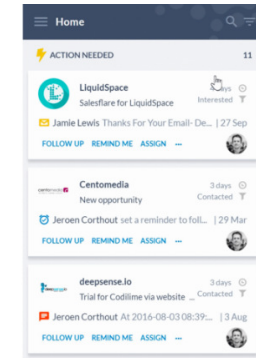 Home
ACTION NEEDED 11
LiquidSpace
Salesflare for LiquidSpace Interested
Jamie Lewis Thanks For Your Email- De... | 27 Sep
FOLLOW UP REMIND ME ASSIGN ...
Centomedia 3 days
New opportunity Contacted
Jeroen Corthout set a reminder to foll... | 29 Mar
FOLLOW UP REMIND ME ASSIGN ...
deepsense.io 3 days
Trial for Codilime via website ... Contacted
Jeroen Corthout At 2016-08-03 08:39:... | 3 Aug
FOLLOW UP REMIND ME ASSIGN ...